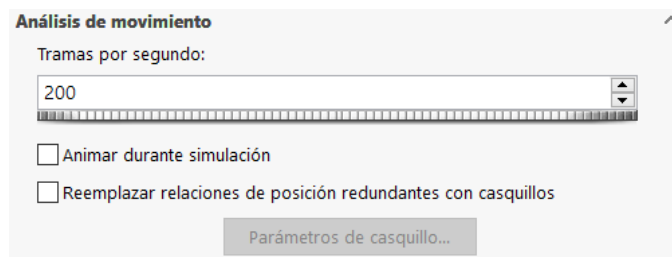 Análisis de movimiento
Tramas por segundo:
200
Animar durante simulación
Reemplazar relaciones de posición redundantes con casquillos
Parámetros de casquillo...